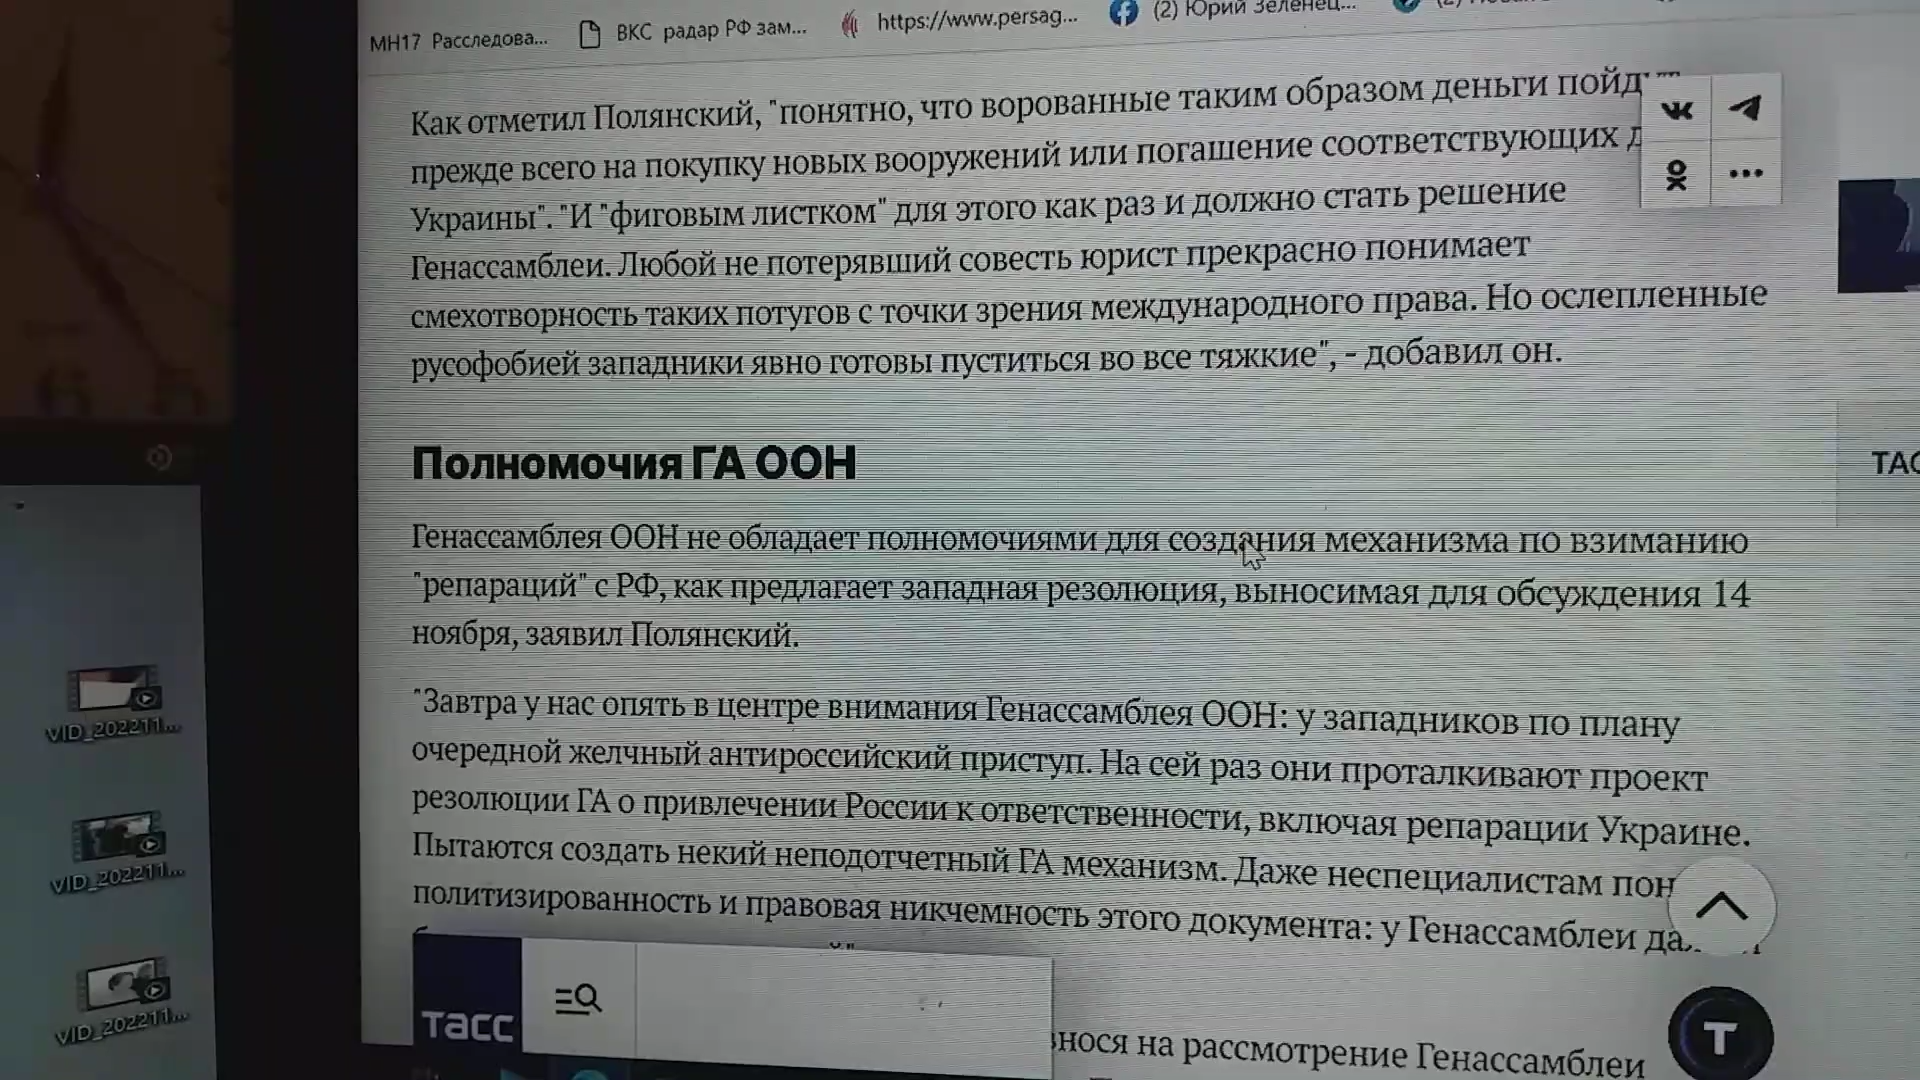 МН17 Расследова...
ВКС радар РФ зам...
https://www.persag...
(2) Юрий Зеленец...
Как отметил Полянский, "понятно, что ворованные таким образом деньги
прежде всего на покупку новых вооружений или погашение соответствующих
Украины". "И "фиговым листком" для этого как раз и должно стать решение
Генассамблеи. Любой не потерявший совесть юрист прекрасно понимает
смехотворность таких потугов с точки зрения международного права. Но ослепленные
русофобией западники явно готовы пуститься во все тяжкие", - добавил он.
Полномочия ГА ООН
Генассамблея ООН не обладает полномочиями для создания механизма по взиманию
"репараций" с РФ, как предлагает западная резолюция, выносимая для обсуждения 14
ноября, заявил Полянский.
"Завтра у нас опять в центре внимания Генассамблея ООН: у западников по плану
очередной желчный антироссийский приступ. На сей раз они проталкивают проект
резолюции ГА о привлечении России к ответственности, включая репарации Украине.
Пытаются создать некий неподотчетный ГА механизм. Даже неспециалистам
политизированность и правовая никчемность этого документа: у Генассамблеи
на рассмотрение Генассамблеи
ТАСС
Т
VID_202211...
VID_202211...
VID_202211...